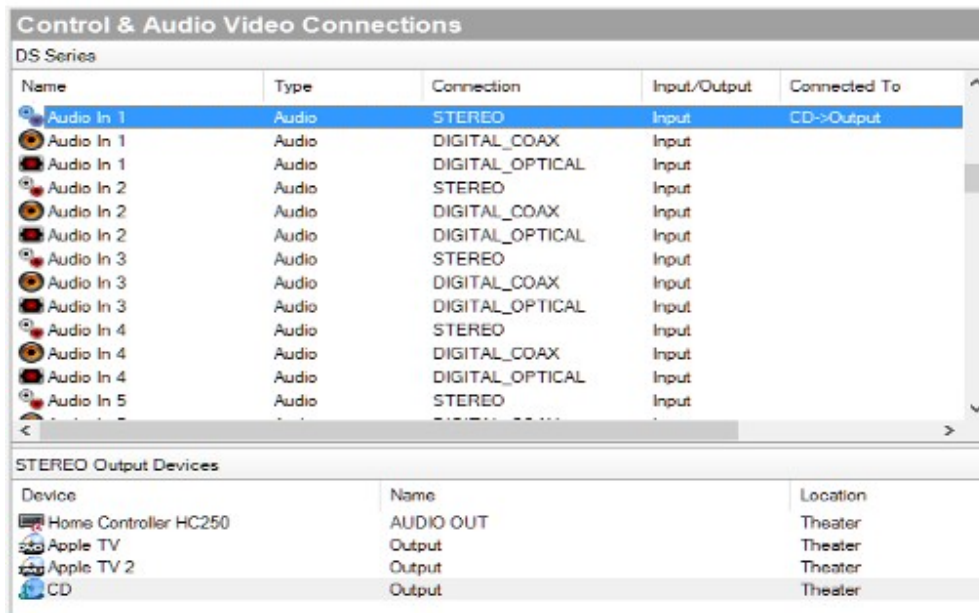 Control & Audio Video Connections
DS Series
Name Type Connection Input/Output Connected To
Audio In 1 Audio STEREO Input CD->Output
Audio In 1 Audio DIGITAL_COAX Input
Audio In 1 Audio DIGITAL_OPTICAL Input
Audio In 2 Audio STEREO Input
Audio In 2 Audio DIGITAL_COAX Input
Audio In 2 Audio DIGITAL_OPTICAL Input
Audio In 3 Audio STEREO Input
Audio In 3 Audio DIGITAL_COAX Input
Audio In 3 Audio DIGITAL_OPTICAL Input
Audio In 4 Audio STEREO Input
Audio In 4 Audio DIGITAL_COAX Input
Audio In 4 Audio DIGITAL_OPTICAL Input
Audio In 5 Audio STEREO Input
STEREO Output Devices
Device Name Location
Home Controller HC250 AUDIO OUT Theater
Apple TV Output Theater
Apple TV 2 Output Theater
CD Output Theater